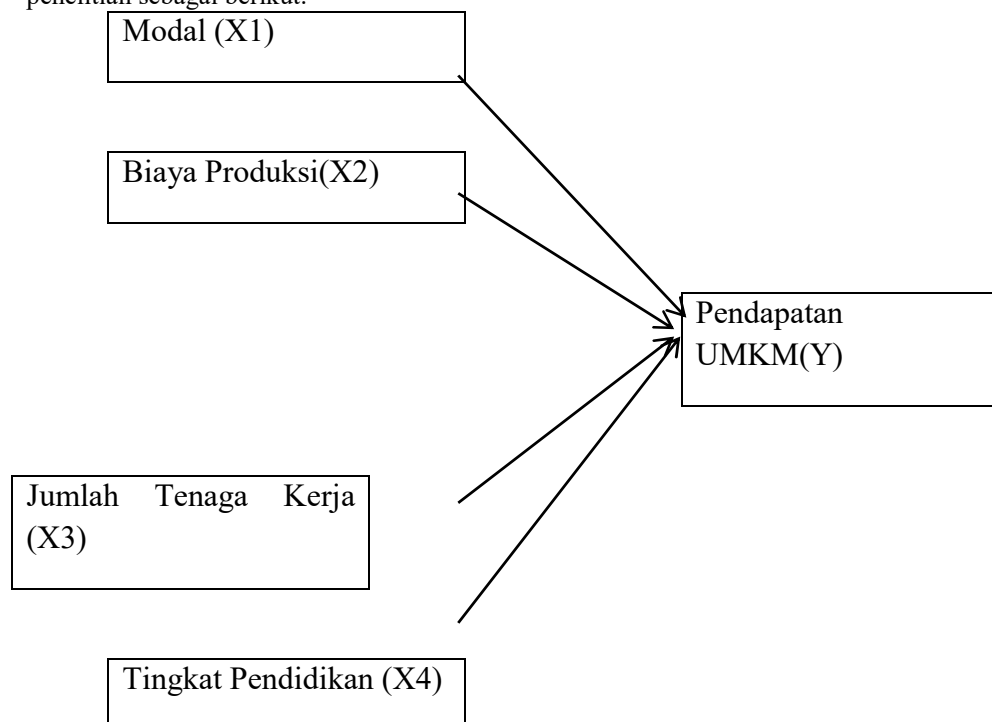 penelitian sebagai berikut:
Modal (X1)
Biaya Produksi(X2)
Pendapatan
UMKM(Y)
Jumlah Tenaga Kerja
(X3)
Tingkat Pendidikan (X4)